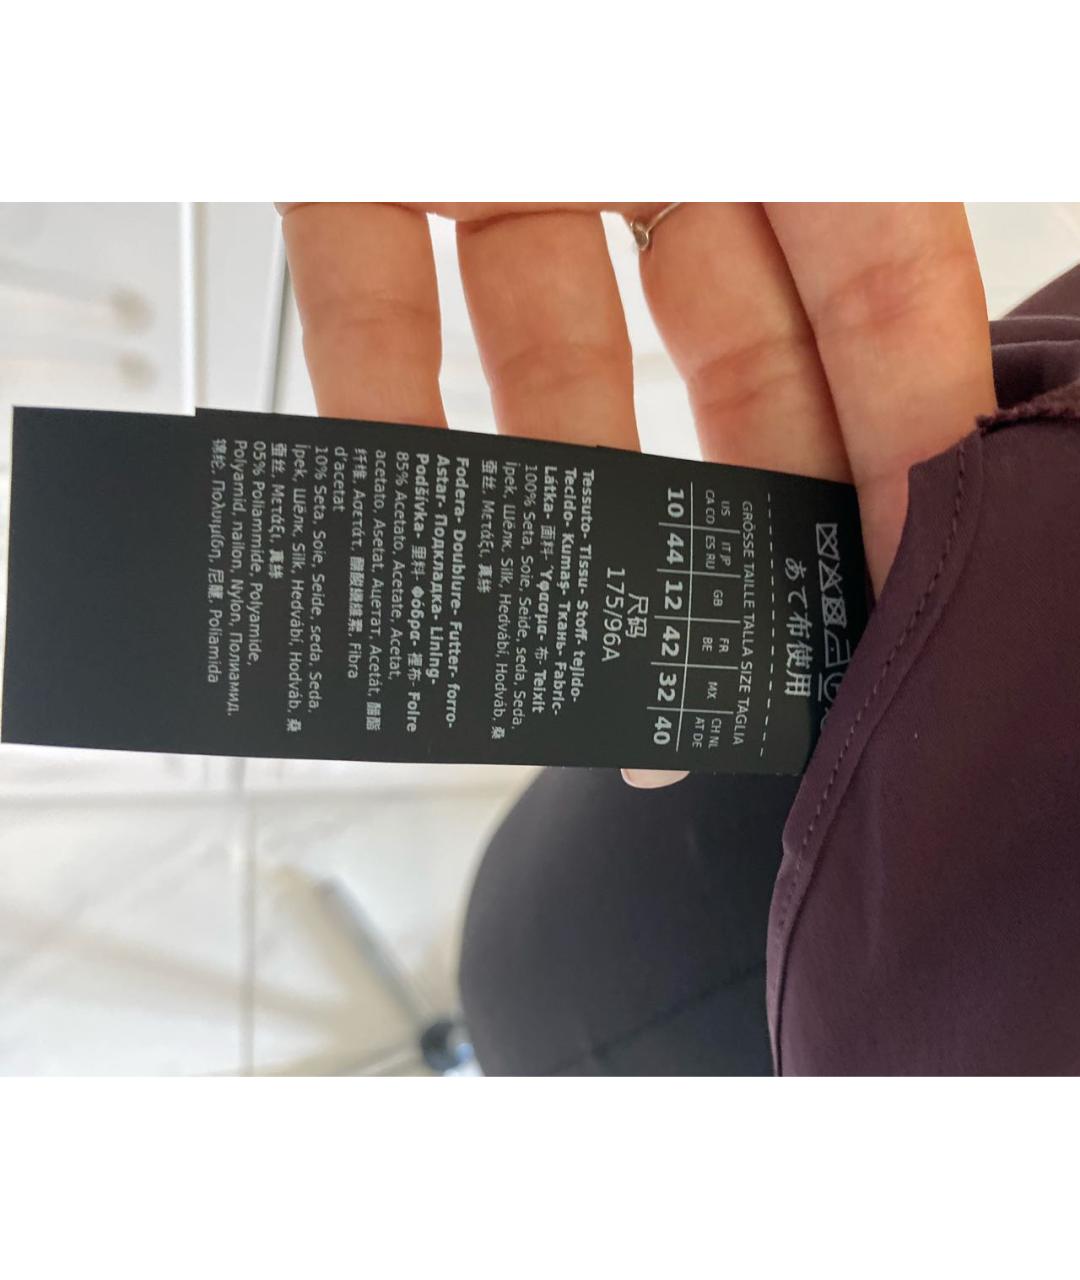 あて布使用
GRÖSSE TAILLE TALLA SIZE TAGLIA
US IT JP GB FR MX CH NL
CA CO ES RU BE AT DE
10 44 12 42 32 40
尺码
175/96A
Tessuto- Tissu- Stoff- tejido-
Tecido- Kumaş- Ткань- Fabric-
Látka- 面料- Ύφασμα- 布- Teixit
100% Seta, Soie, Seide, seda, Seda,
İpek, Шёлк, Silk, Hedvábí, Hodváb, 桑
蚕丝, Μετάξι, 真絲
Fodera- Doublure- Futter- forro-
Astar- Подкладка- Lining-
Podšívka- 里料- Φόδρα- 裡布- Folre
85% Acetato, Acetate, Acetat,
acetato, Asetat, Ацетат, Acetát, 醋酯
纤维, Ασετάτ, 醋酸纖維素, Fibra
d'acetat
10% Seta, Soie, Seide, seda, Seda,
İpek, Шёлк, Silk, Hedvábí, Hodváb, 桑
蚕丝, Μετάξι, 真絲
05% Poliammide, Polyamide,
Polyamid, nailon, Nylon, Полиамид,
锦纶, Πολυαμίδη, 尼龍, Poliamida